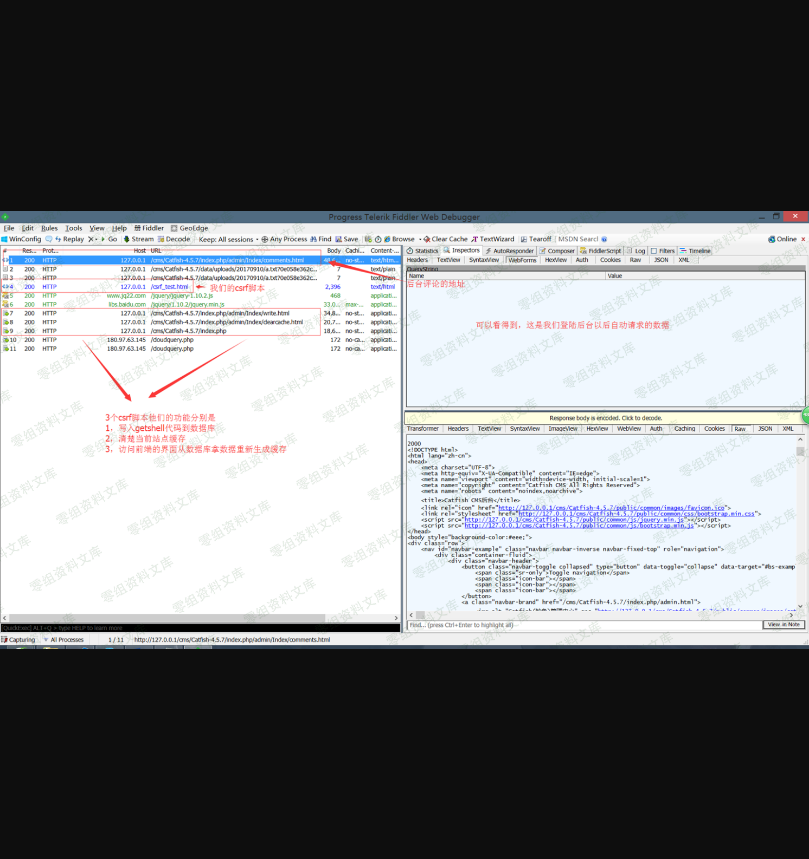 Progress Telerik Fiddler Web Debugger
File Edit Rules Tools View Help Fiddler GeoEdge
WinConfig Replay Go Stream Decode Keep: All sessions Any Process Find Save Browse Clear Cache TextWizard Tearoff MSDN Search Online
# Res... Prot... Host URL Body Cachi... Content-...
1 200 HTTP 127.0.0.1 /cms/Catfish-4.5.7/index.php/admin/Index/comments.html no-st... text/htm...
2 200 HTTP 127.0.0.1 /cms/Catfish-4.5.7/data/uploads/20170910/a.txt70e058e362c... 7 text/plain
3 200 HTTP 127.0.0.1 /cms/Catfish-4.5.7/data/uploads/20170910/a.txt70e058e362c... 7 text/plain
4 200 HTTP 127.0.0.1 /csrf_test.html 2,396 text/html
我们的csrf脚本
5 200 HTTP www.jq22.com /jquery/jquery-1.10.2.js 468 applicati...
6 200 HTTP libs.baidu.com /jquery/1.10.2/jquery.min.js 33,0... max-... applicati...
7 200 HTTP 127.0.0.1 /cms/Catfish-4.5.7/index.php/admin/Index/write.html 34,8... no-st... applicati...
8 200 HTTP 127.0.0.1 /cms/Catfish-4.5.7/index.php/admin/Index/clearcache.html 20,7... no-st... applicati...
9 200 HTTP 127.0.0.1 /cms/Catfish-4.5.7/index.php 18,6... no-st... applicati...
10 200 HTTP 180.97.63.145 /cloudquery.php 172 no-ca... applicati...
11 200 HTTP 180.97.63.145 /cloudquery.php 172 no-ca... applicati...
3个csrf脚本他们的功能分别是
1. 写入getshell代码到数据库
2. 清楚当前站点缓存
3. 访问前端的界面从数据库拿数据重新生成缓存
Statistics Inspectors AutoResponder Composer FiddlerScript Log Filters Timeline
Headers TextView SyntaxView WebForms HexView Auth Cookies Raw JSON XML
QueryString
Name Value
后台评论的地址
可以看得到，这是我们登陆后台以后自动请求的数据
Response body is encoded. Click to decode.
Transformer Headers TextView SyntaxView ImageView HexView WebView Auth Caching Cookies Raw JSON XML
2000
<!DOCTYPE html>
<html lang="zh-cn">
<head>
<meta charset="UTF-8">
<meta http-equiv="X-UA-Compatible" content="IE=edge">
<meta name="viewport" content="width=device-width, initial-scale=1">
<meta name="copyright" content="Catfish CMS All Rights Reserved">
<meta name="robots" content="noindex,noarchive">
<title>Catfish CMS后台</title>
<link rel="icon" href="http://127.0.0.1/cms/Catfish-4.5.7/public/common/images/favicon.ico">
<link rel="stylesheet" href="http://127.0.0.1/cms/Catfish-4.5.7/public/common/css/bootstrap.min.css">
<script src="http://127.0.0.1/cms/Catfish-4.5.7/public/common/js/jquery.min.js"></script>
<script src="http://127.0.0.1/cms/Catfish-4.5.7/public/common/js/bootstrap.min.js"></script>
</head>
<body style="background-color:#eee;">
<div class="row">
<nav id="navbar-example" class="navbar navbar-inverse navbar-fixed-top" role="navigation">
<div class="container-fluid">
<div class="navbar-header">
<button class="navbar-toggle collapsed" type="button" data-toggle="collapse" data-target="#bs-examp
<span class="sr-only">Toggle navigation</span>
<span class="icon-bar"></span>
<span class="icon-bar"></span>
<span class="icon-bar"></span>
</button>
<a class="navbar-brand" href="/cms/Catfish-4.5.7/index.php/admin.html">
Find... (press Ctrl+Enter to highlight all) View in Note
[QuickExec] ALT+Q > type HELP to learn more
Capturing All Processes 1 / 11 http://127.0.0.1/cms/Catfish-4.5.7/index.php/admin/Index/comments.html
零组资料文库